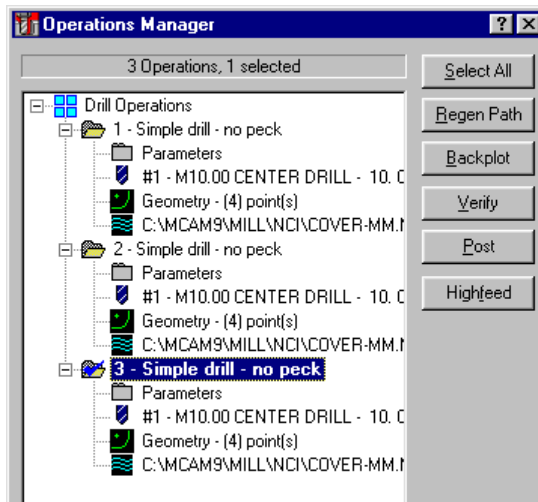 Operations Manager
3 Operations, 1 selected
Select All
Regen Path
Backplot
Verify
Post
Highfeed
Drill Operations
1 - Simple drill - no peck
Parameters
#1 - M10.00 CENTER DRILL - 10. C
Geometry - (4) point(s)
C:\MCAM9\MILL\NCI\COVER-MM.N
2 - Simple drill - no peck
Parameters
#1 - M10.00 CENTER DRILL - 10. C
Geometry - (4) point(s)
C:\MCAM9\MILL\NCI\COVER-MM.N
3 - Simple drill - no peck
Parameters
#1 - M10.00 CENTER DRILL - 10. C
Geometry - (4) point(s)
C:\MCAM9\MILL\NCI\COVER-MM.N